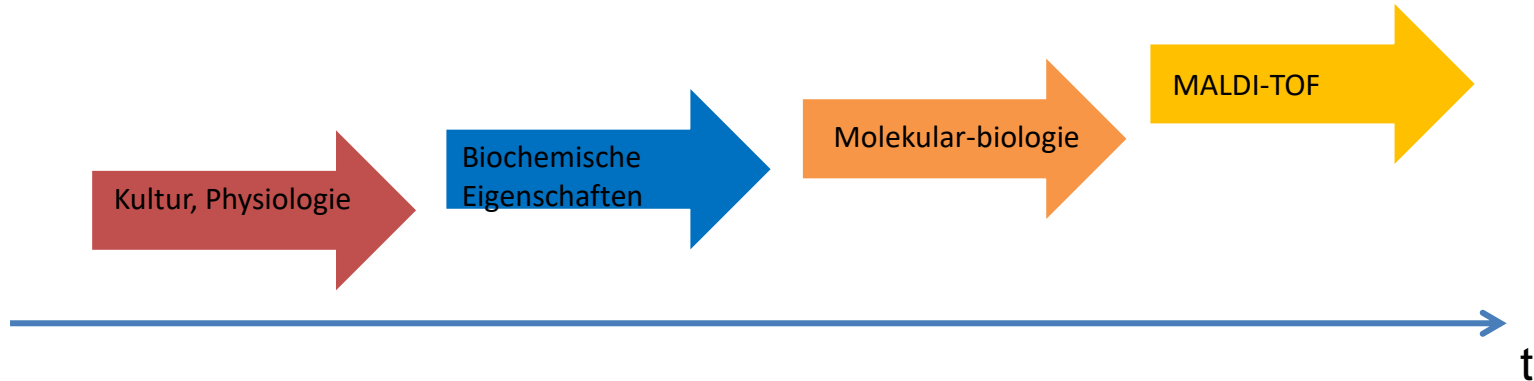 Kultur, Physiologie
Biochemische
Eigenschaften
Molekular-biologie
MALDI-TOF
t